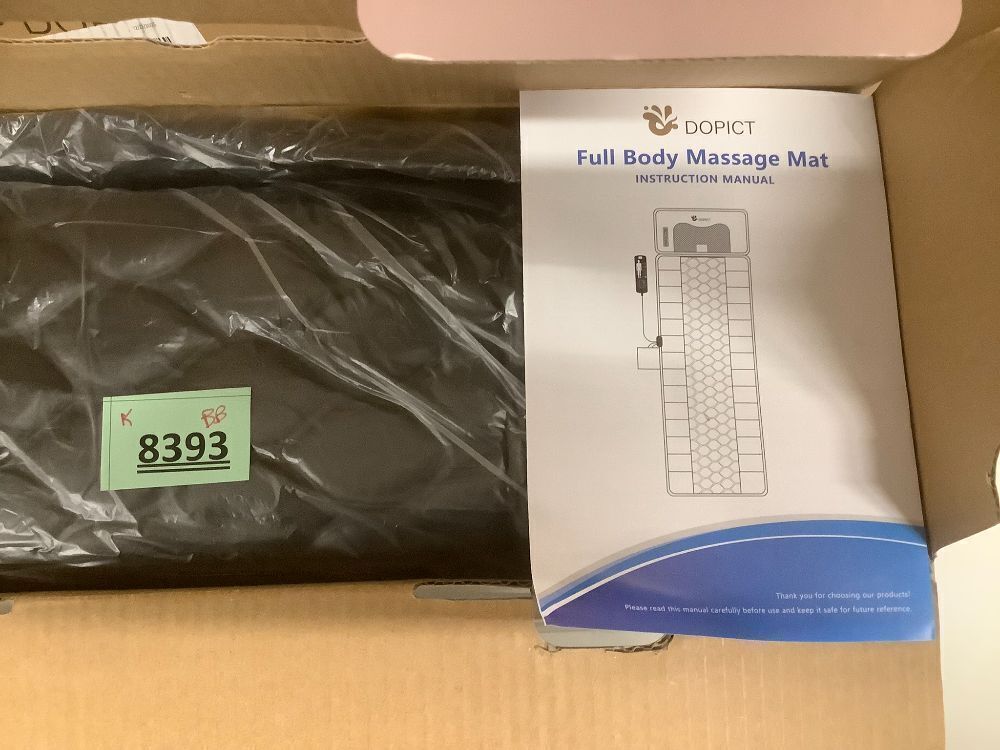 DOPICT
Full Body Massage Mat
INSTRUCTION MANUAL
DOPICT
K BB
8393
Thank you for choosing our products!
Please read this manual carefully before use and keep it safe for future reference.